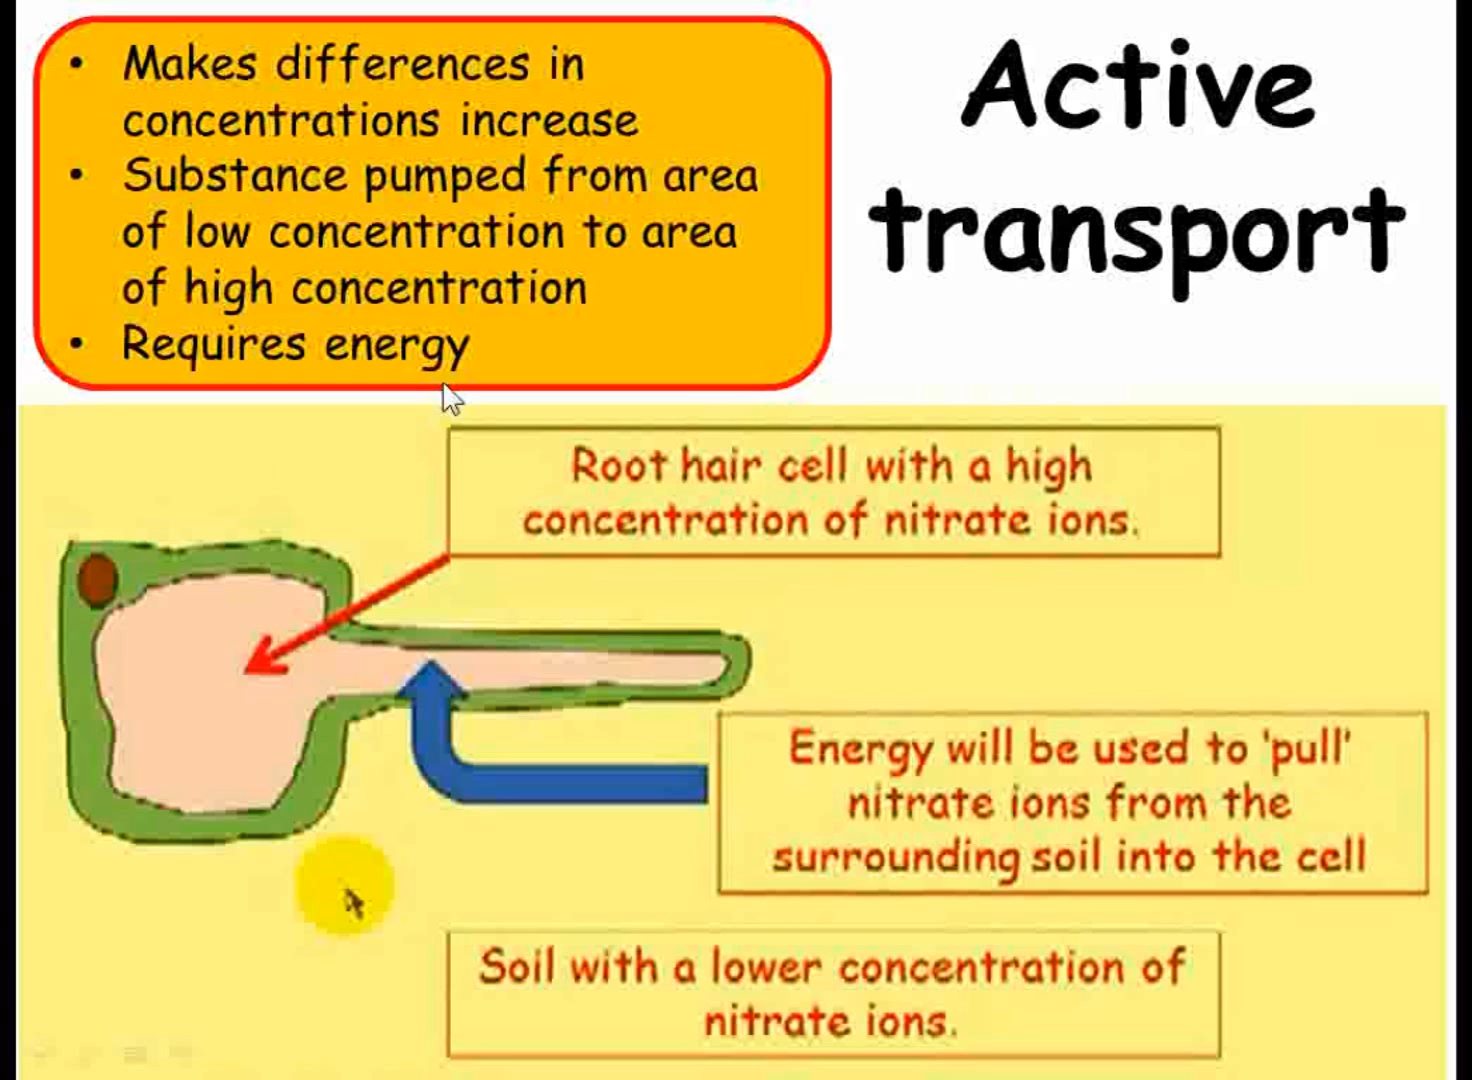 Active
transport
• Makes differences in
concentrations increase
• Substance pumped from area
of low concentration to area
of high concentration
• Requires energy
Root hair cell with a high
concentration of nitrate ions.
Energy will be used to ‘pull’
nitrate ions from the
surrounding soil into the cell
Soil with a lower concentration of
nitrate ions.